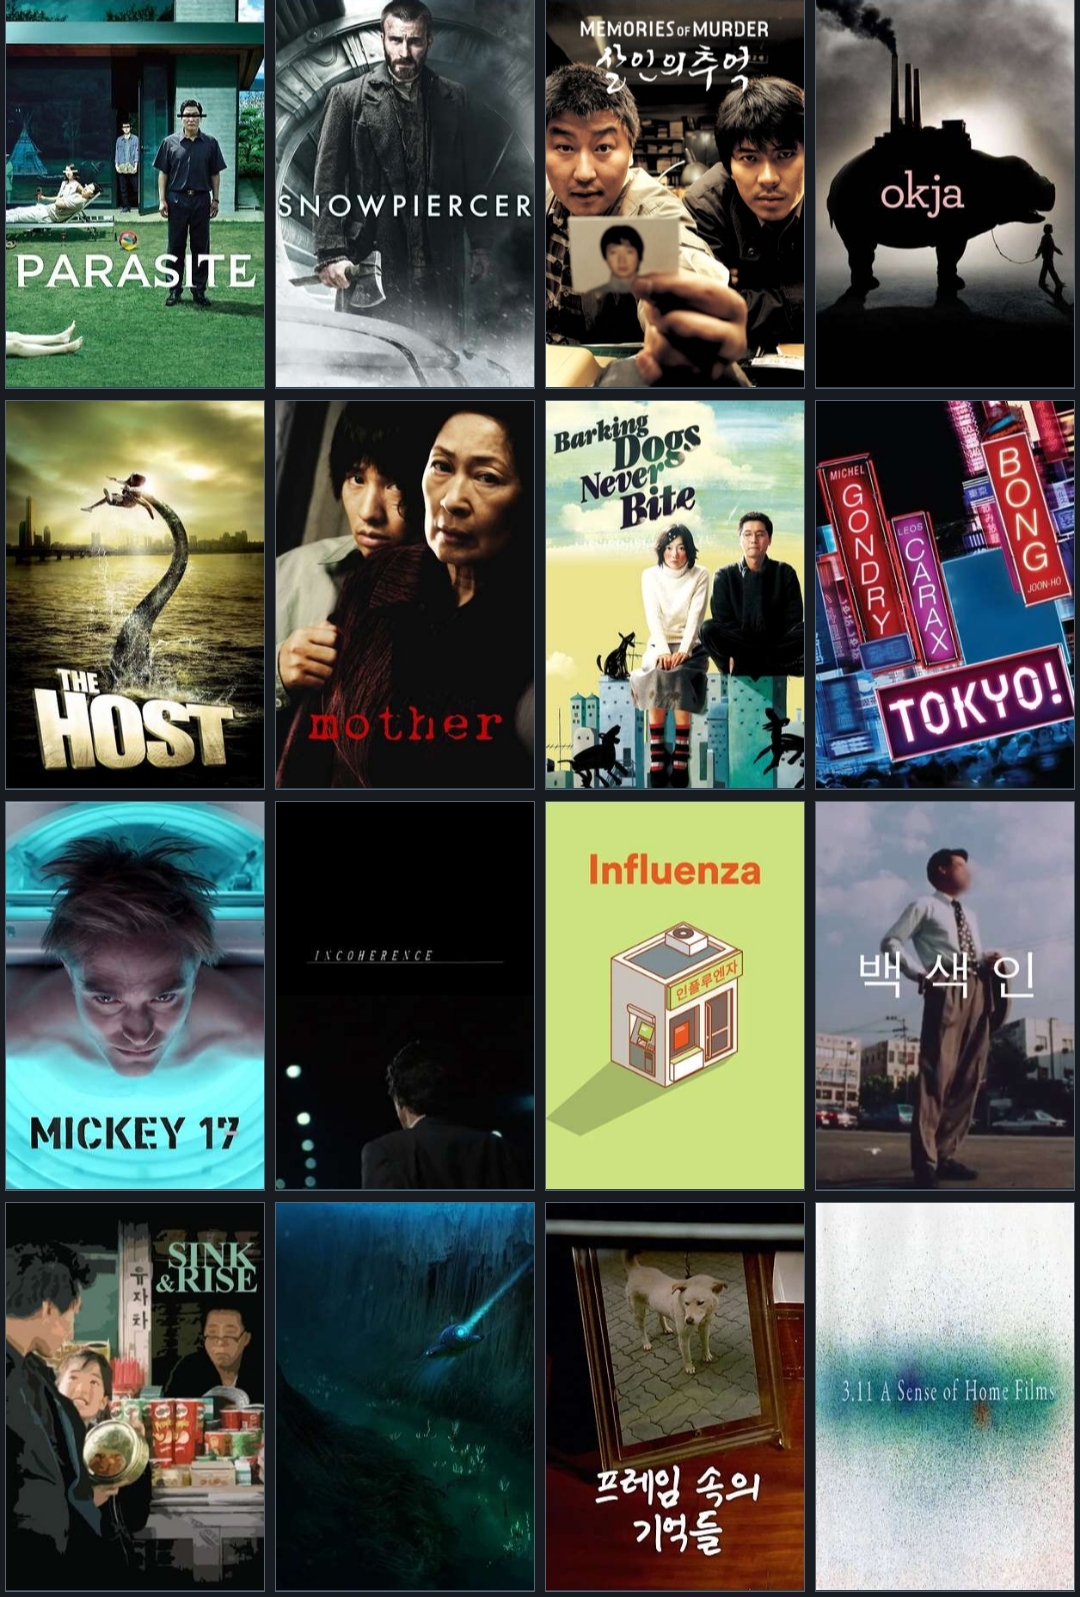 PARASITE
SNOWPIERCER
MEMORIES OF MURDER
살인의 추억
okja
THE
HOST
mother
Barking
Dogs
Never
Bite
MICHEL
GONDRY
LEOS
CARAX
BONG
JOON-HO
TOKYO!
MICKEY 17
INCOHERENCE
Influenza
인플루엔자
백색인
SINK
&RISE
유자차
프레임 속의
기억들
3.11 A Sense of Home Films